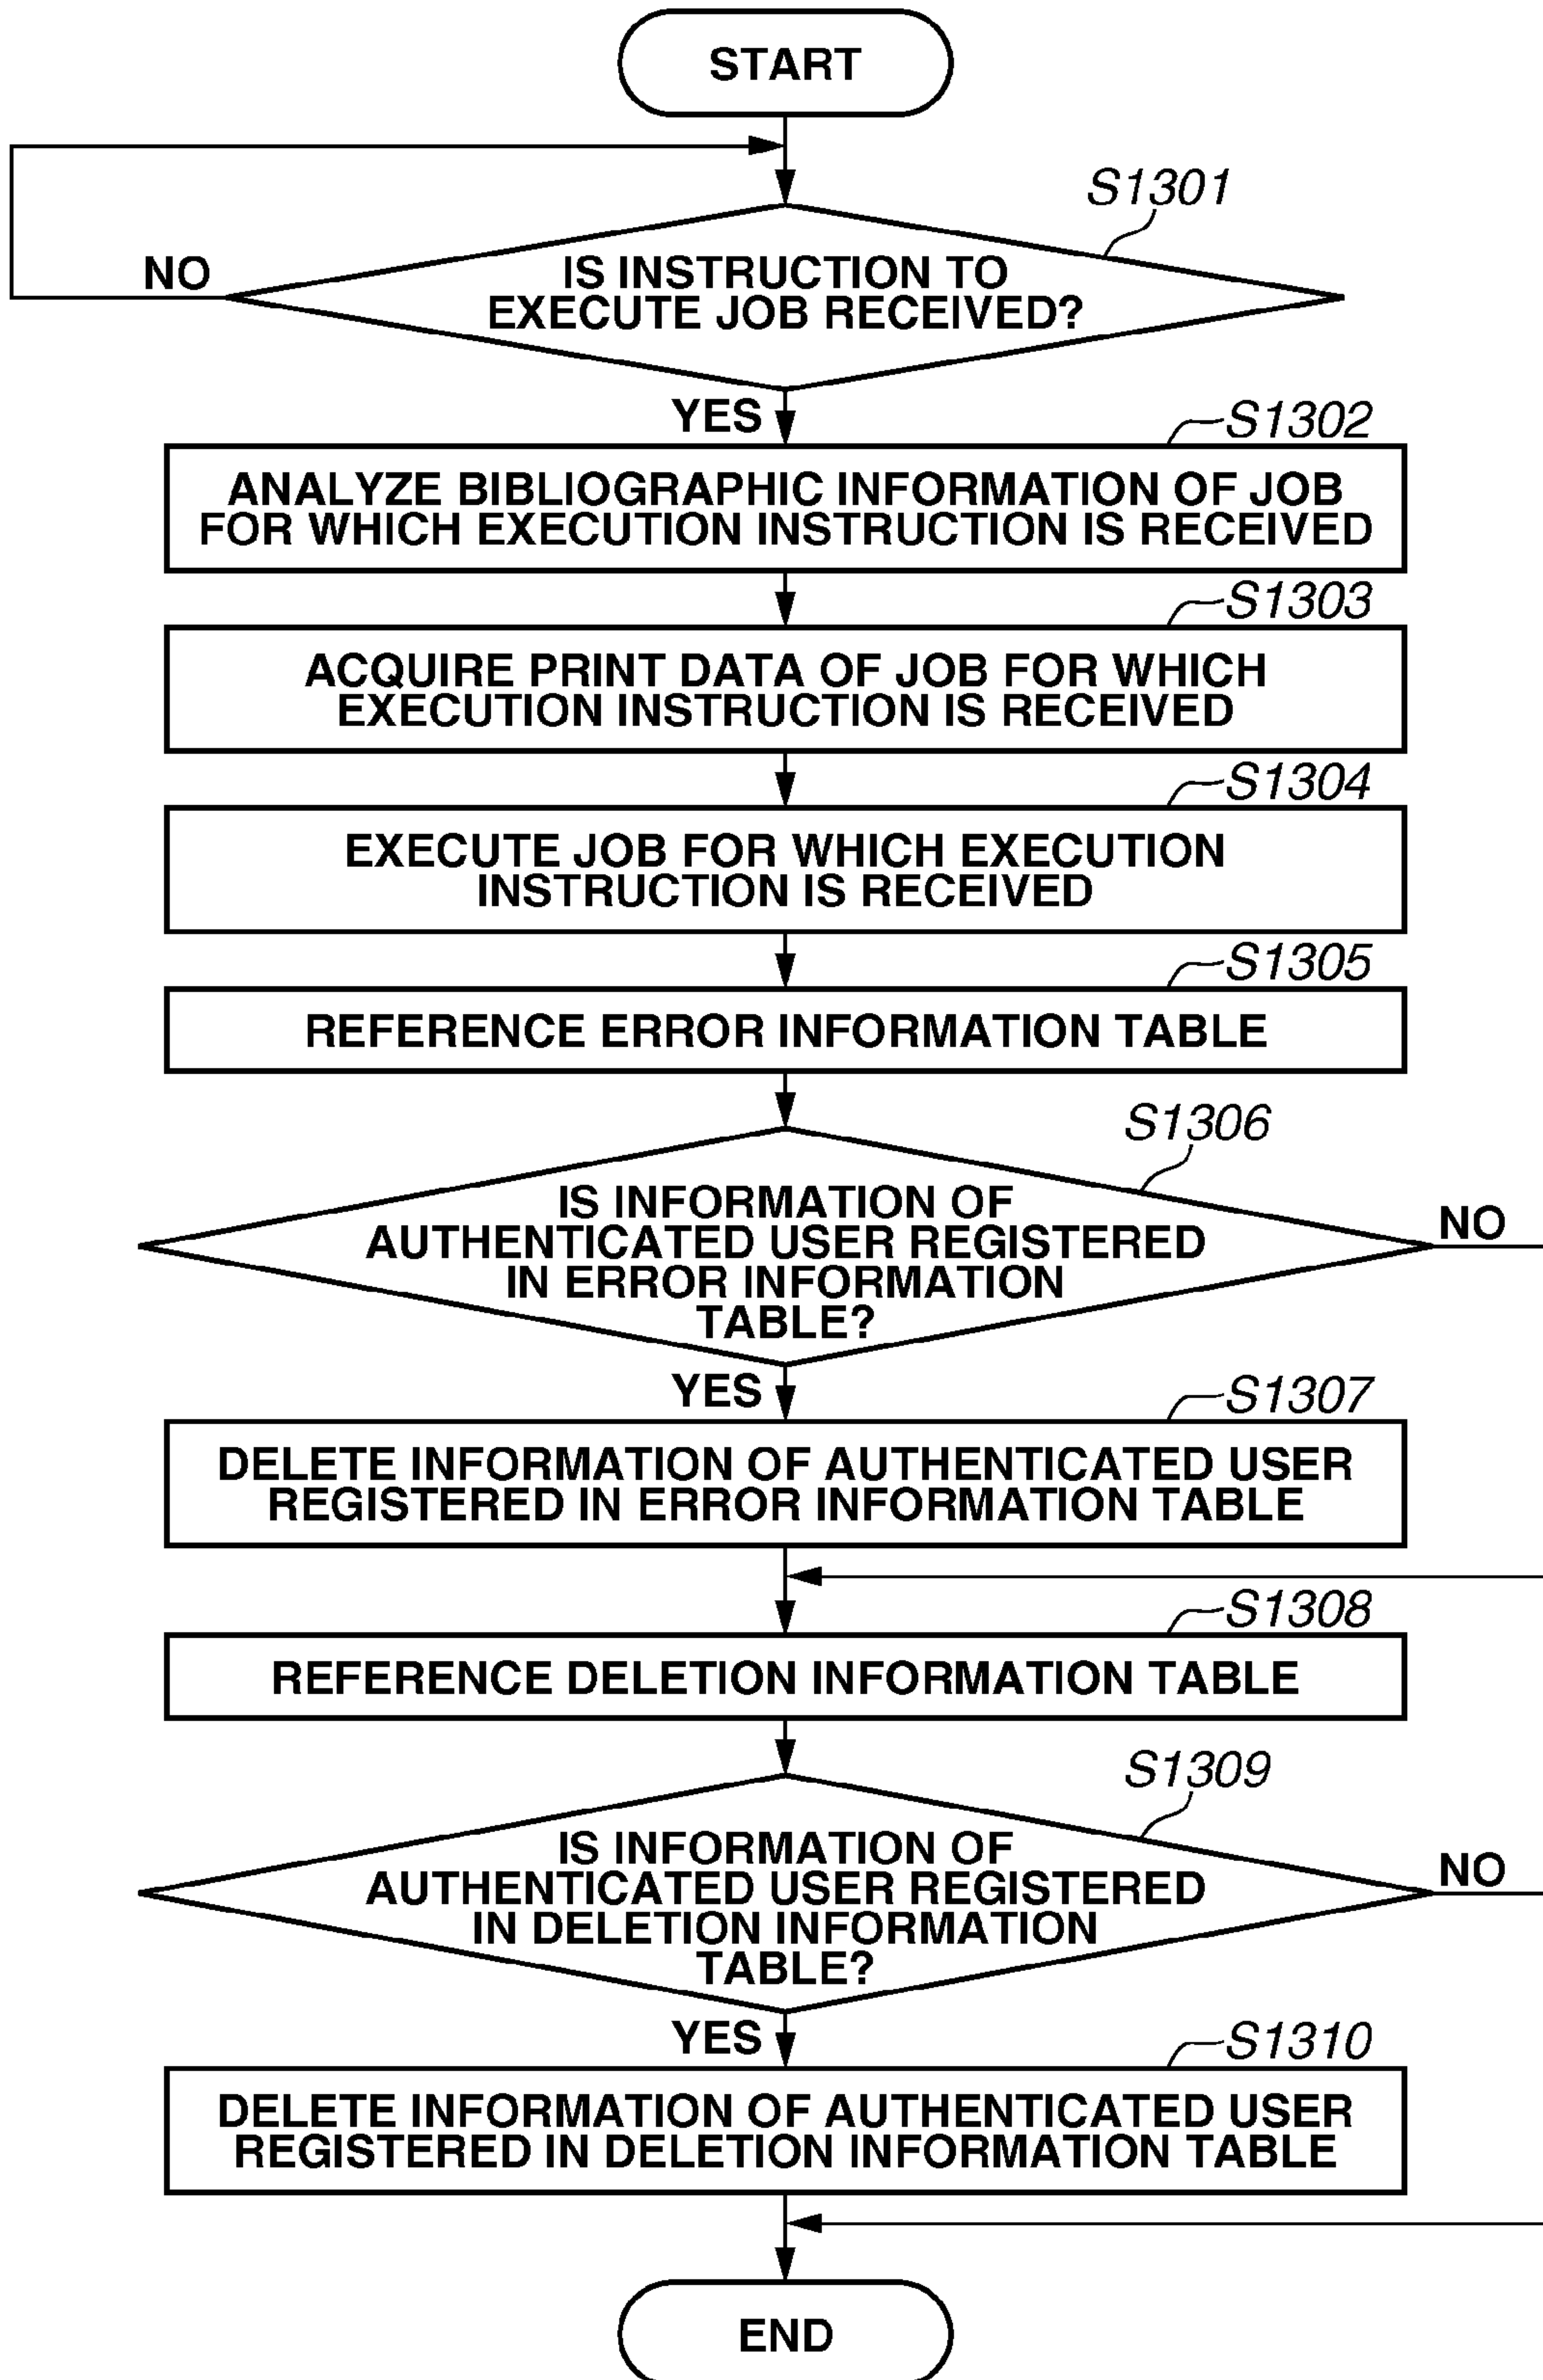 START
S1301
NO
IS INSTRUCTION TO
EXECUTE JOB RECEIVED?
YES
S1302
ANALYZE BIBLIOGRAPHIC INFORMATION OF JOB
FOR WHICH EXECUTION INSTRUCTION IS RECEIVED
S1303
ACQUIRE PRINT DATA OF JOB FOR WHICH
EXECUTION INSTRUCTION IS RECEIVED
S1304
EXECUTE JOB FOR WHICH EXECUTION
INSTRUCTION IS RECEIVED
S1305
REFERENCE ERROR INFORMATION TABLE
S1306
IS INFORMATION OF
AUTHENTICATED USER REGISTERED
IN ERROR INFORMATION
TABLE?
NO
YES
S1307
DELETE INFORMATION OF AUTHENTICATED USER
REGISTERED IN ERROR INFORMATION TABLE
S1308
REFERENCE DELETION INFORMATION TABLE
S1309
IS INFORMATION OF
AUTHENTICATED USER REGISTERED
IN DELETION INFORMATION
TABLE?
NO
YES
S1310
DELETE INFORMATION OF AUTHENTICATED USER
REGISTERED IN DELETION INFORMATION TABLE
END